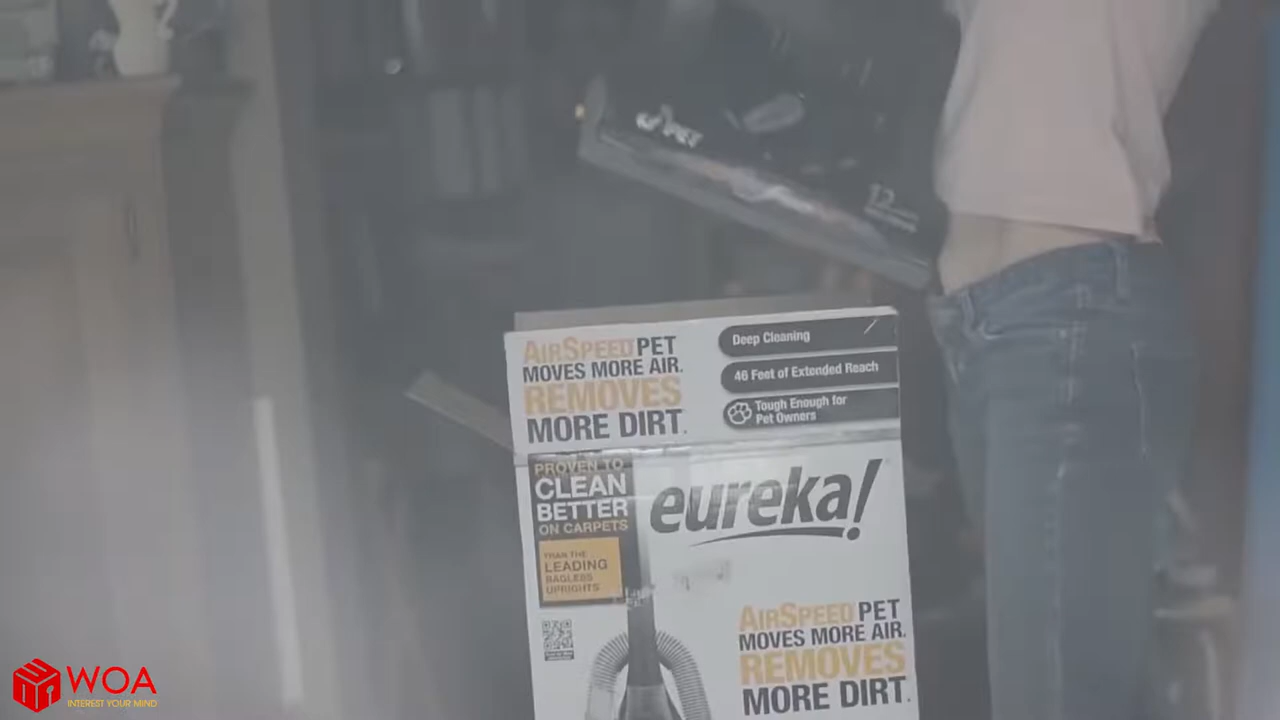 PET
12
AIRSPEED PET
MOVES MORE AIR.
REMOVES
MORE DIRT.
Deep Cleaning
46 Feet of Extended Reach
Tough Enough for
Pet Owners
PROVEN TO
CLEAN
BETTER
ON CARPETS
THAN THE
LEADING
BAGLESS
UPRIGHTS
eureka!
AIRSPEED PET
MOVES MORE AIR.
REMOVES
MORE DIRT.
WOA
INTEREST YOUR MIND